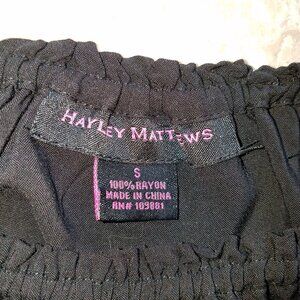 HAYLEY MATTEWS
S
100% RAYON
MADE IN CHINA
RN# 109881